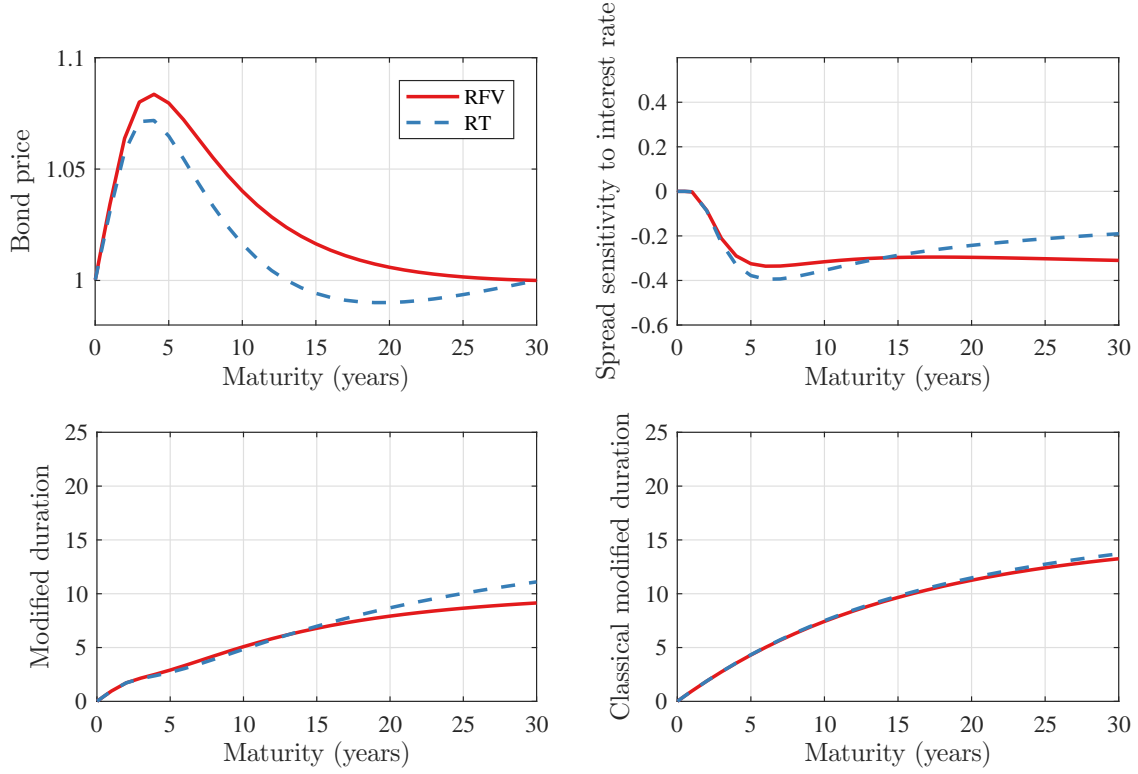 Bond price
1.1
1.05
1
0 5 10 15 20 25 30
Maturity (years)
RFV
RT
Spread sensitivity to interest rate
0.4
0.2
0
-0.2
-0.4
-0.6
0 5 10 15 20 25 30
Maturity (years)
Modified duration
25
20
15
10
5
0
0 5 10 15 20 25 30
Maturity (years)
Classical modified duration
25
20
15
10
5
0
0 5 10 15 20 25 30
Maturity (years)